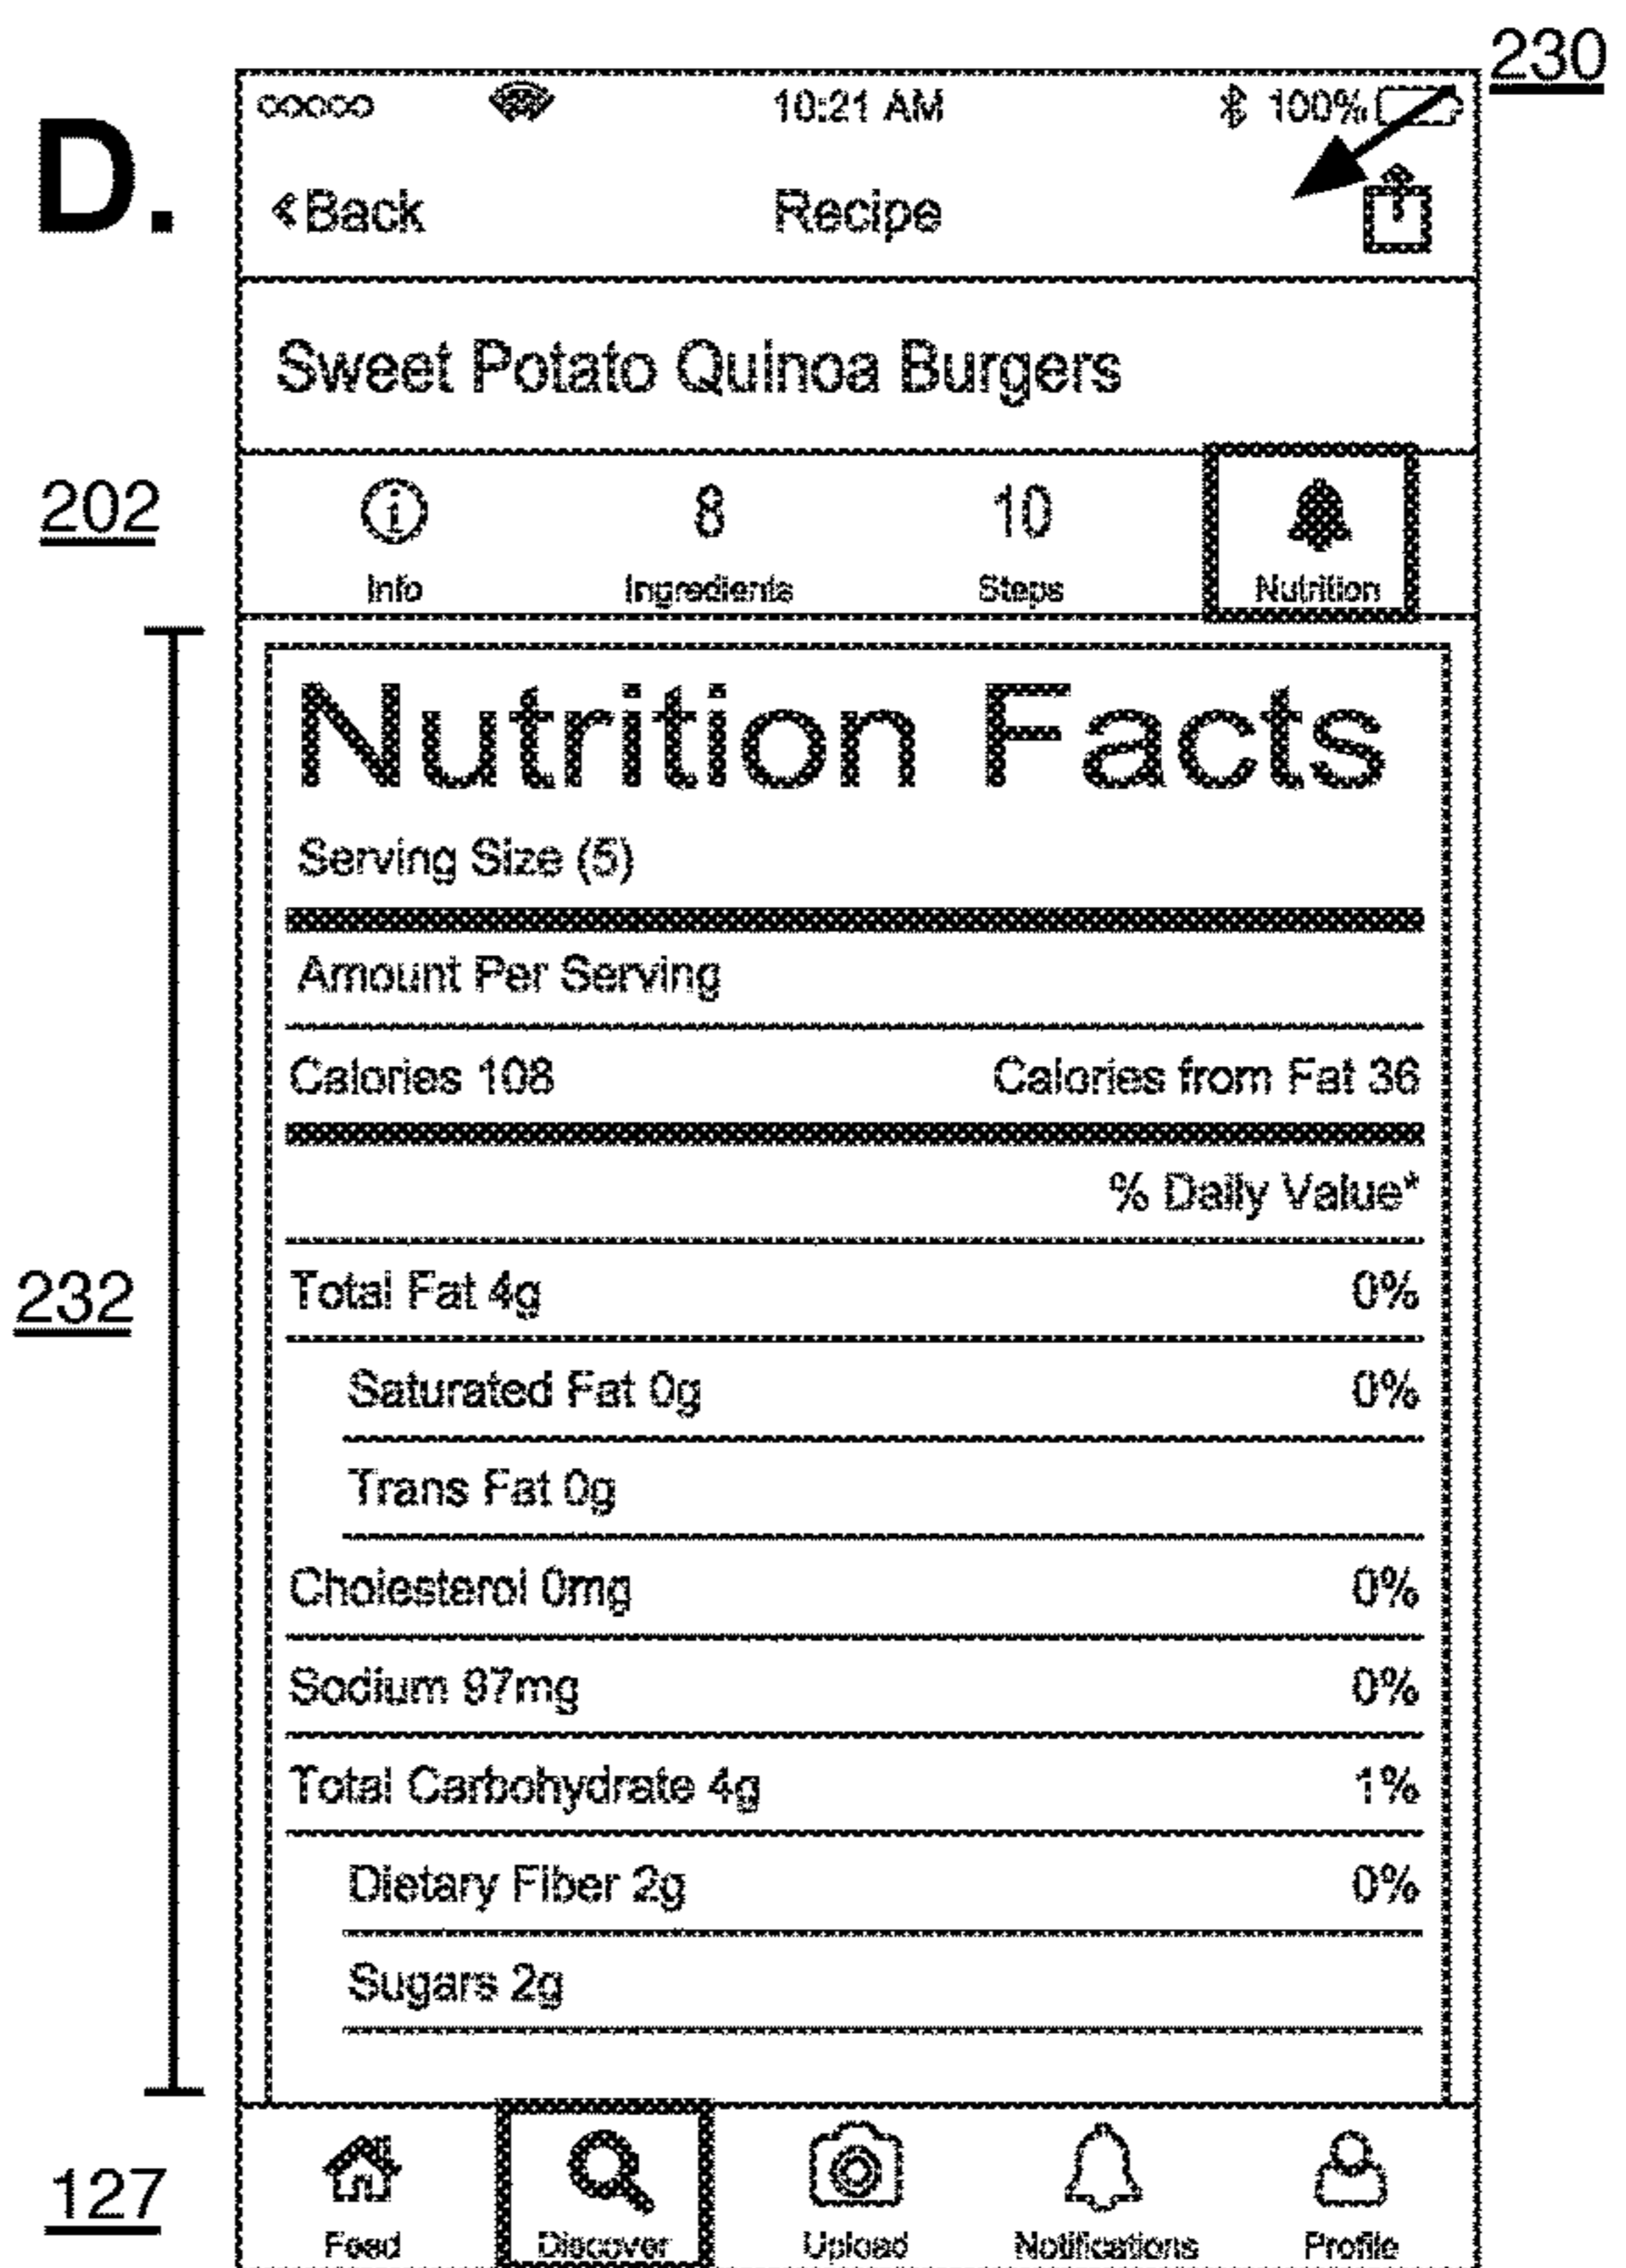 230
10:21 AM 100%
D.
Back Recipe
Sweet Potato Quinoa Burgers
202
8 10
Info Ingredients Steps Nutrition
Nutrition Facts
Serving Size (5)
Amount Per Serving
Calories 108 Calories from Fat 36
% Daily Value*
232
Total Fat 4g 0%
Saturated Fat 0g 0%
Trans Fat 0g
Cholesterol 0mg 0%
Sodium 97mg 0%
Total Carbohydrate 4g 1%
Dietary Fiber 2g 0%
Sugars 2g
127
Feed Discover Upload Notifications Profile